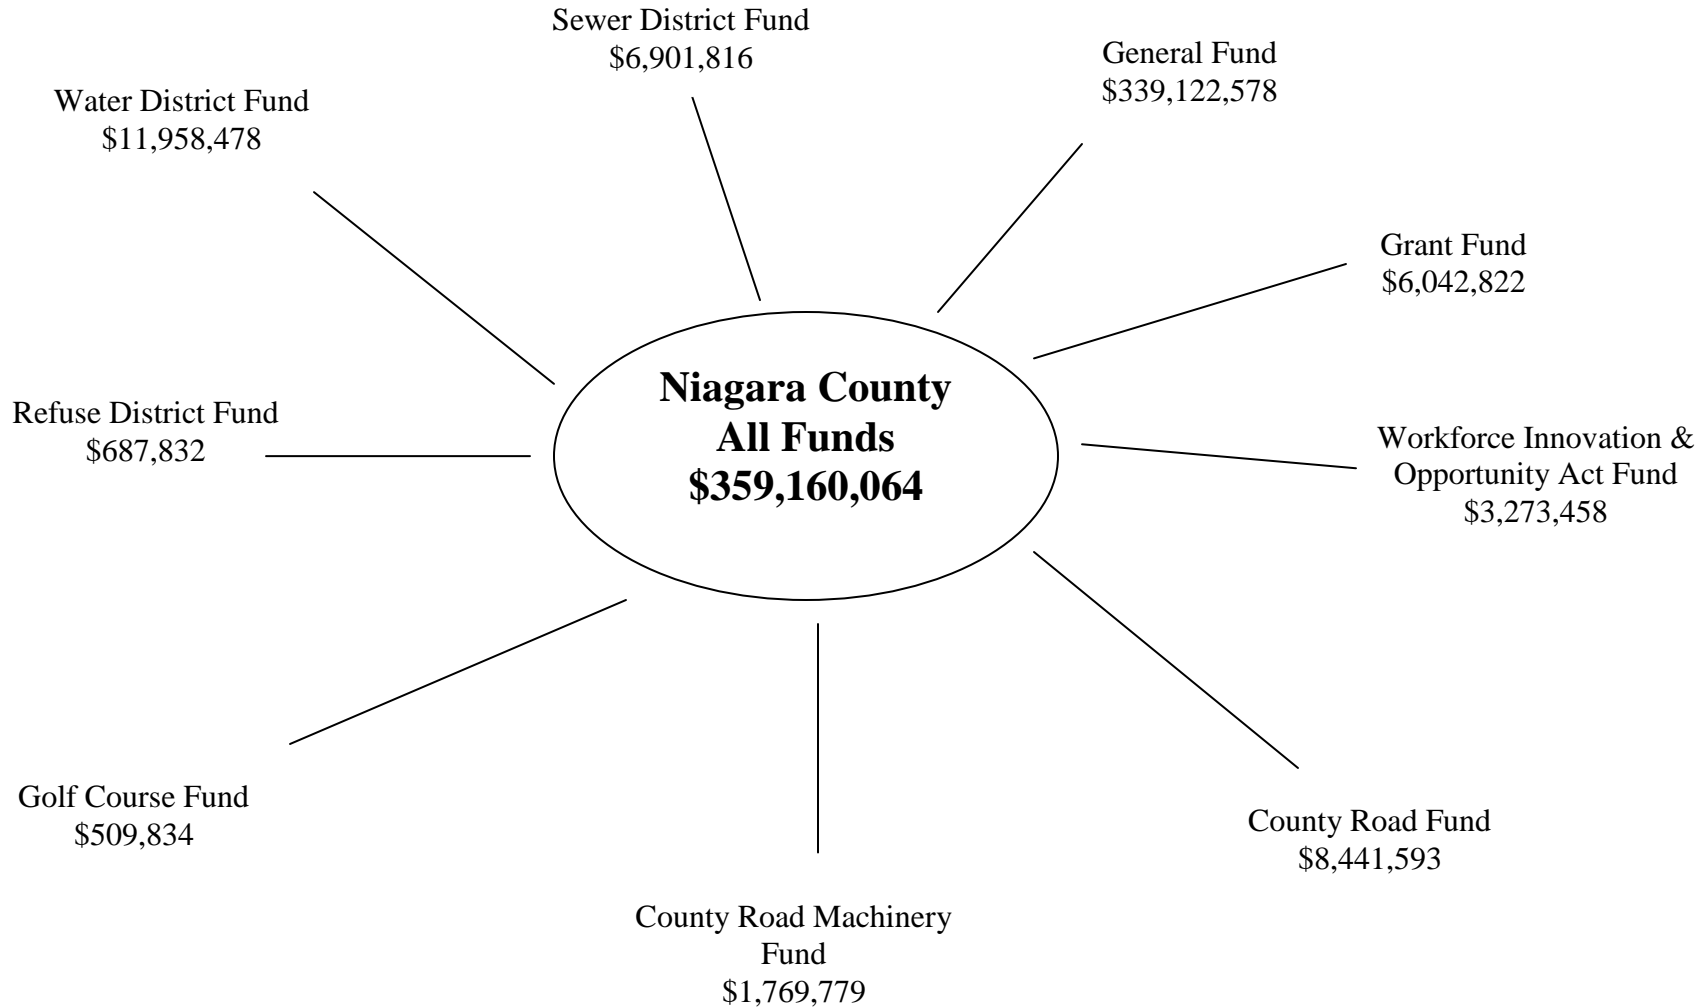 Sewer District Fund
$6,901,816
General Fund
$339,122,578
Water District Fund
$11,958,478
Grant Fund
$6,042,822
Niagara County
All Funds
$359,160,064
Refuse District Fund
$687,832
Workforce Innovation &
Opportunity Act Fund
$3,273,458
Golf Course Fund
$509,834
County Road Fund
$8,441,593
County Road Machinery
Fund
$1,769,779